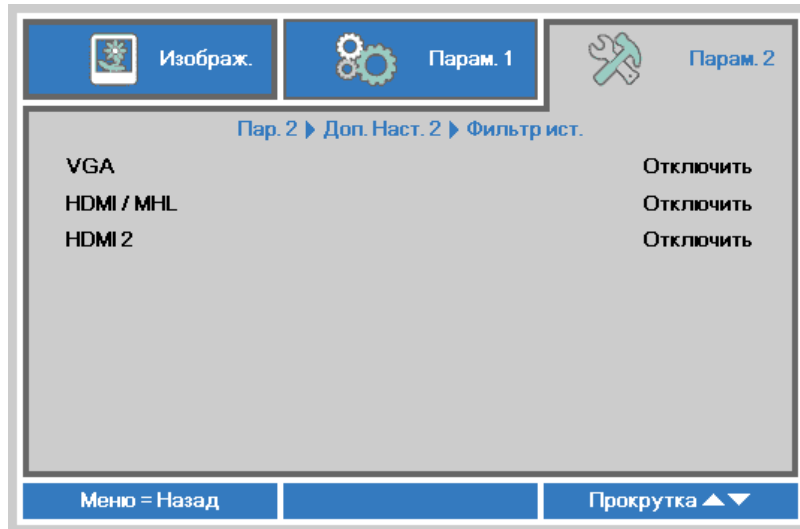 Изображ. Парам. 1 Парам. 2
Пар. 2 Доп. Наст. 2 Фильтр ист.
VGA Отключить
HDMI / MHL Отключить
HDMI 2 Отключить
Меню = Назад Прокрутка